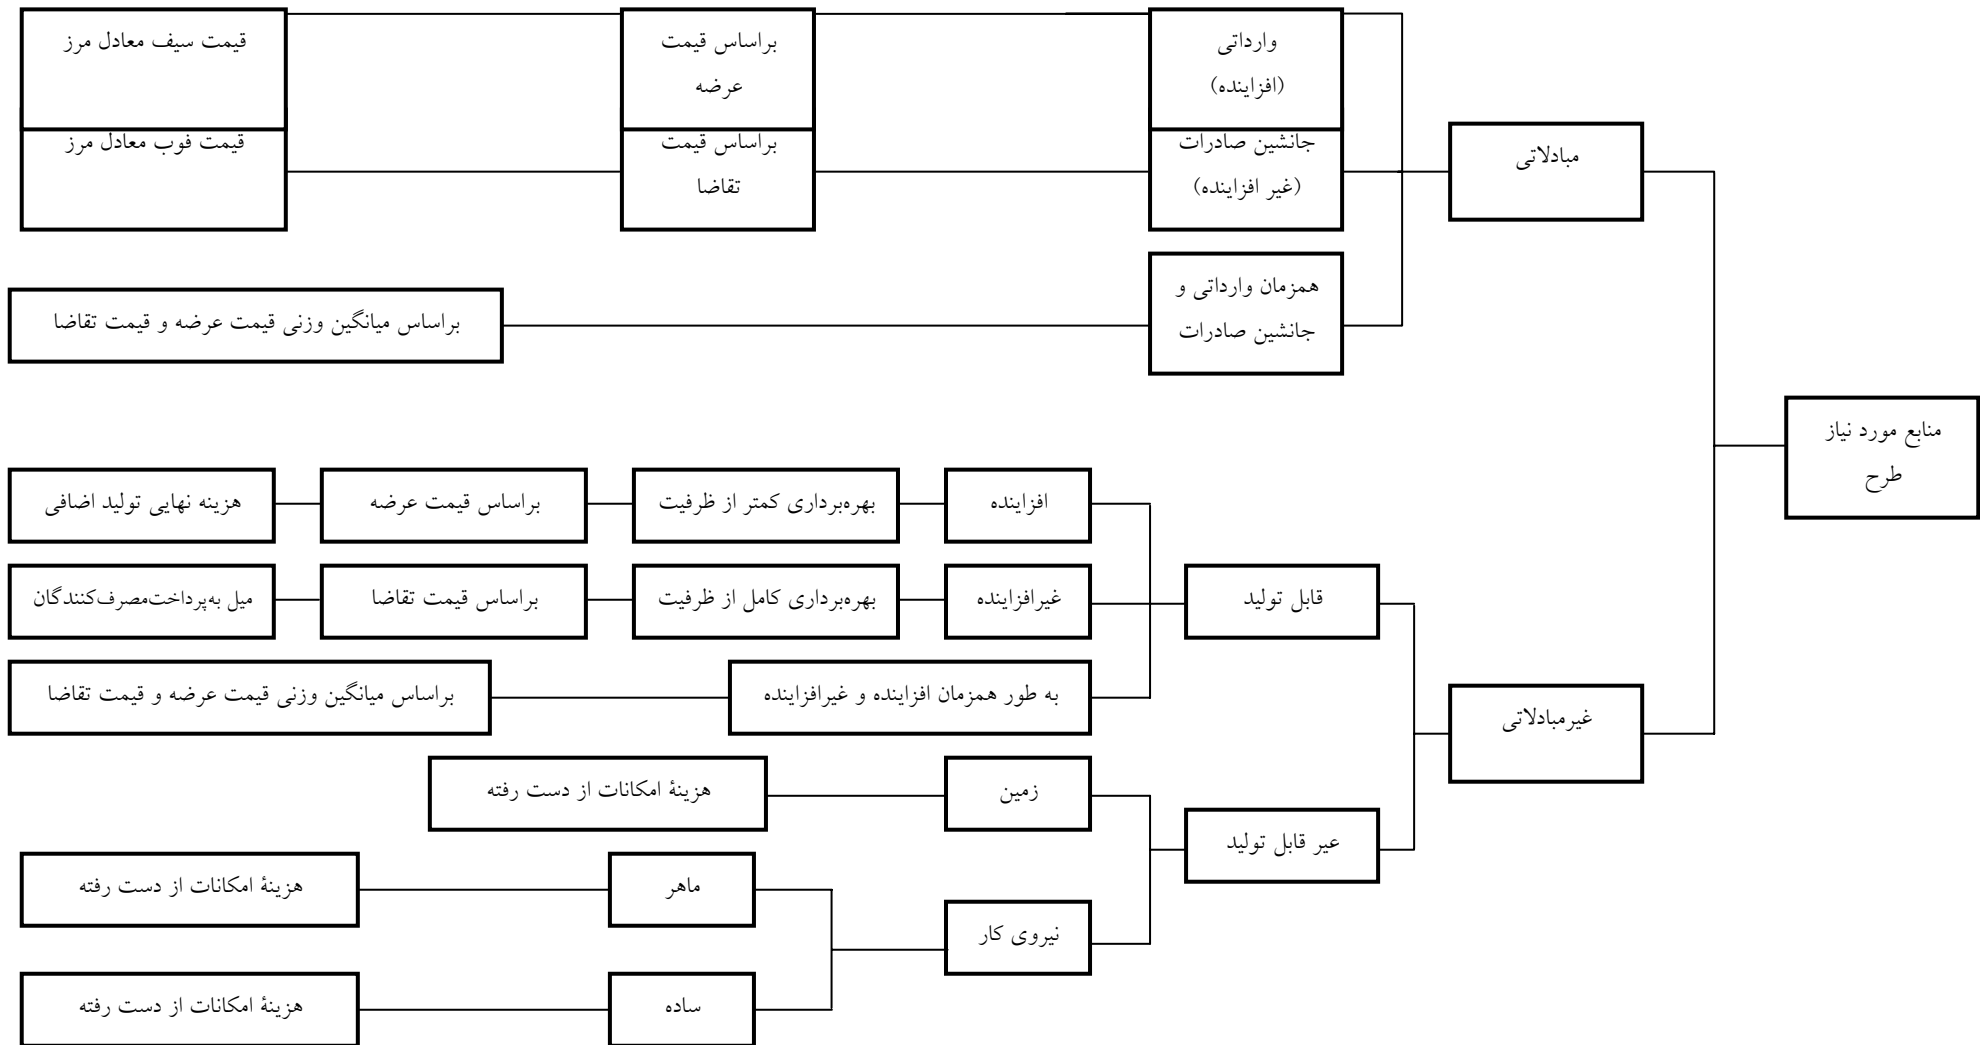 وارداتی
(افزاینده)
براساس قیمت
عرضه
قیمت سیف معادل مرز
جانشین صادرات
(غیر افزاینده)
براساس قیمت
تقاضا
قیمت فوب معادل مرز
مبادلاتی
همزمان وارداتی و
جانشین صادرات
براساس میانگین وزنی قیمت عرضه و قیمت تقاضا
منابع مورد نیاز
طرح
افزاینده
بهره‌برداری کمتر از ظرفیت
براساس قیمت عرضه
هزینه نهایی تولید اضافی
قابل تولید
غیرافزاینده
بهره‌برداری کامل از ظرفیت
براساس قیمت تقاضا
میل به‌پرداخت‌مصرف‌کنندگان
به طور همزمان افزاینده و غیرافزاینده
براساس میانگین وزنی قیمت عرضه و قیمت تقاضا
غیرمبادلاتی
زمین
هزینهٔ امکانات از دست رفته
عیر قابل تولید
ماهر
هزینهٔ امکانات از دست رفته
نیروی کار
ساده
هزینهٔ امکانات از دست رفته